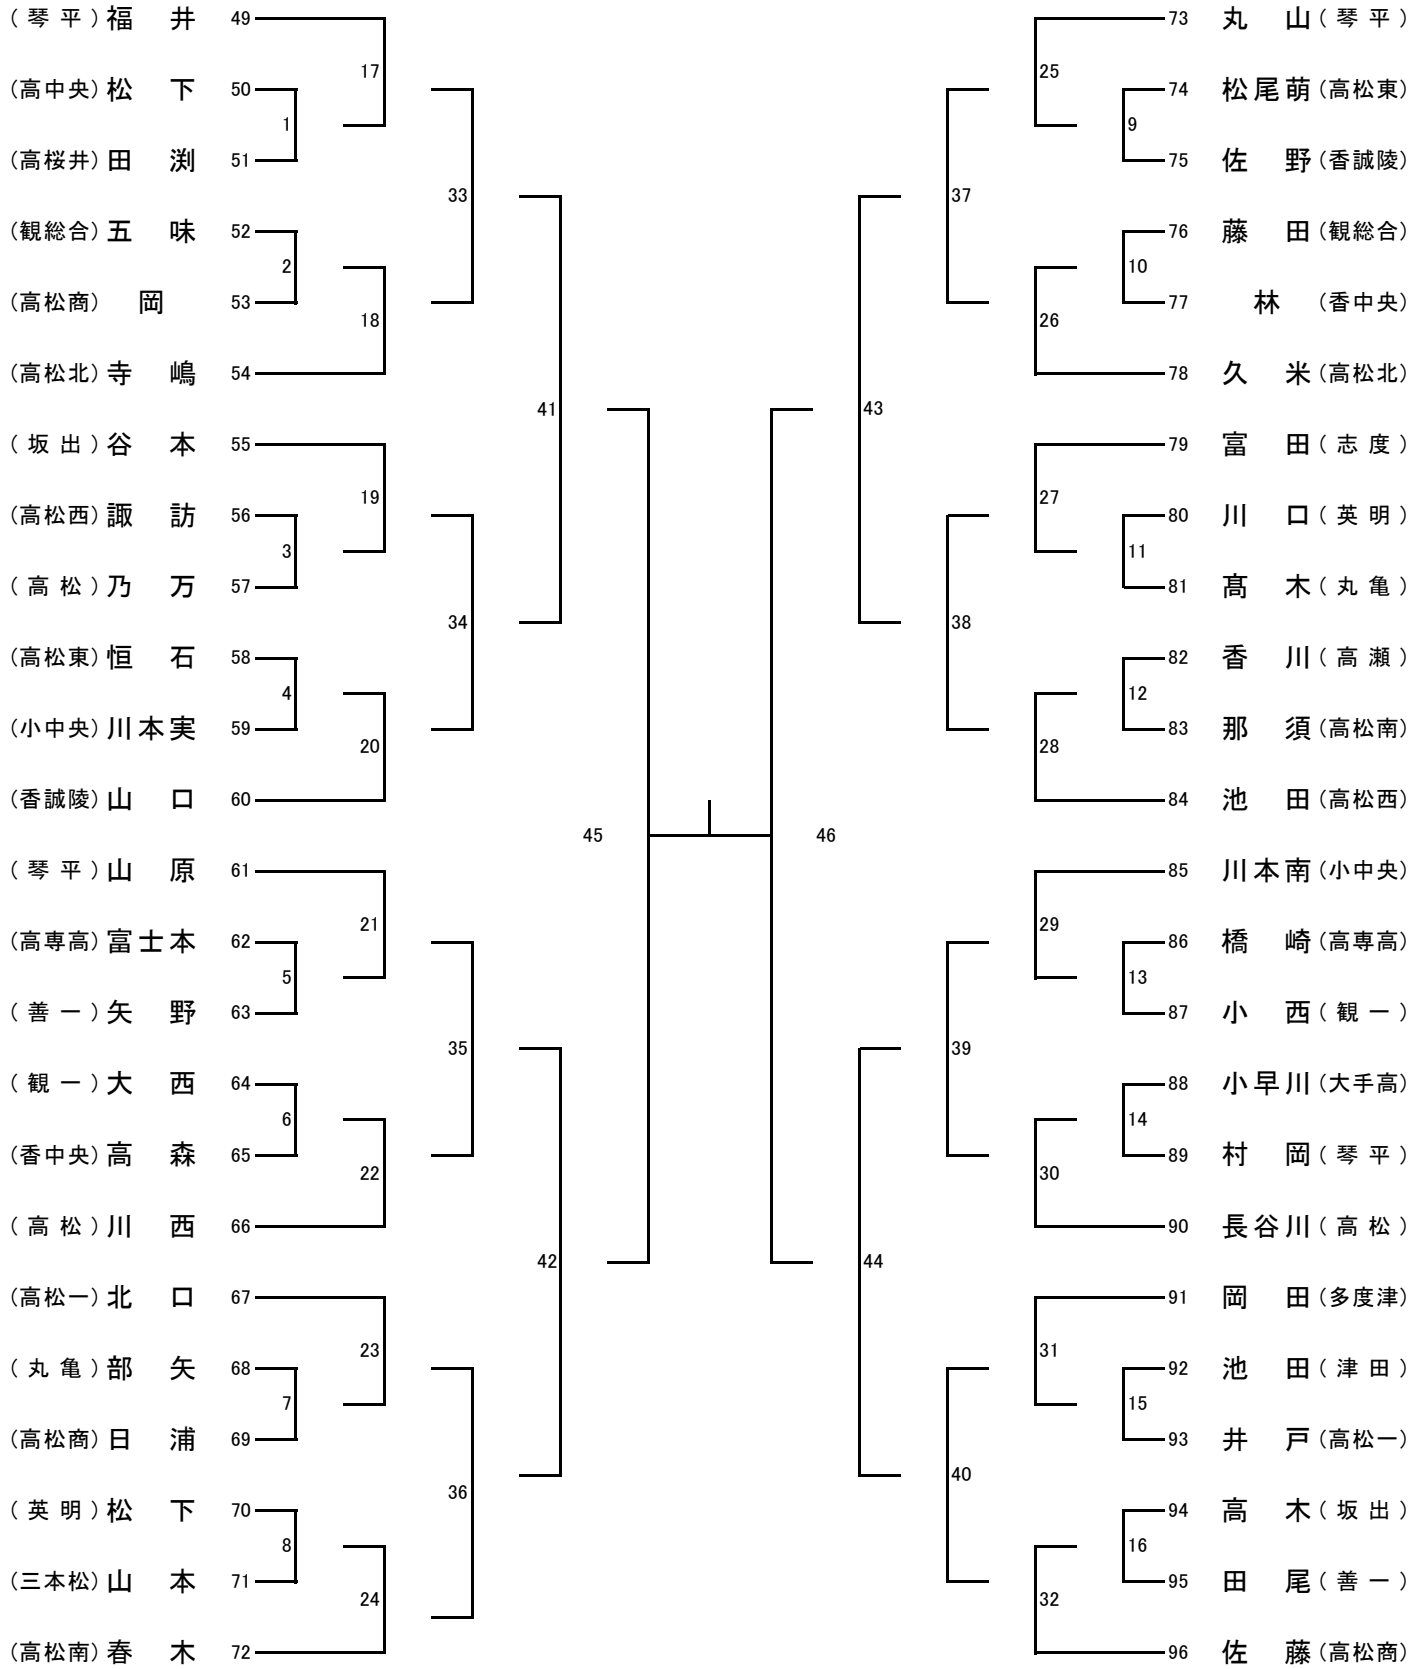 (琴平)福井 49
17
(高中央)松下 50
1
(高桜井)田渕 51
33
(観総合)五味 52
2
(高松商)岡 53
18
(高松北)寺嶋 54
41
(坂出)谷本 55
19
(高松西)諏訪 56
3
(高松)乃万 57
34
(高松東)恒石 58
4
(小中央)川本実 59
20
(香誠陵)山口 60
45
(琴平)山原 61
21
(高専高)富士本 62
5
(善一)矢野 63
35
(観一)大西 64
6
(香中央)高森 65
22
(高松)川西 66
42
(高松一)北口 67
23
(丸亀)部矢 68
7
(高松商)日浦 69
36
(英明)松下 70
8
(三本松)山本 71
24
(高松南)春木 72
73 丸山(琴平)
25
74 松尾萌(高松東)
9
75 佐野(香誠陵)
37
76 藤田(観総合)
10
77 林(香中央)
26
78 久米(高松北)
43
79 富田(志度)
27
80 川口(英明)
11
81 髙木(丸亀)
38
82 香川(高瀬)
12
83 那須(高松南)
28
84 池田(高松西)
46
85 川本南(小中央)
29
86 橋崎(高専高)
13
87 小西(観一)
39
88 小早川(大手高)
14
89 村岡(琴平)
30
90 長谷川(高松)
44
91 岡田(多度津)
31
92 池田(津田)
15
93 井戸(高松一)
40
94 高木(坂出)
16
95 田尾(善一)
32
96 佐藤(高松商)